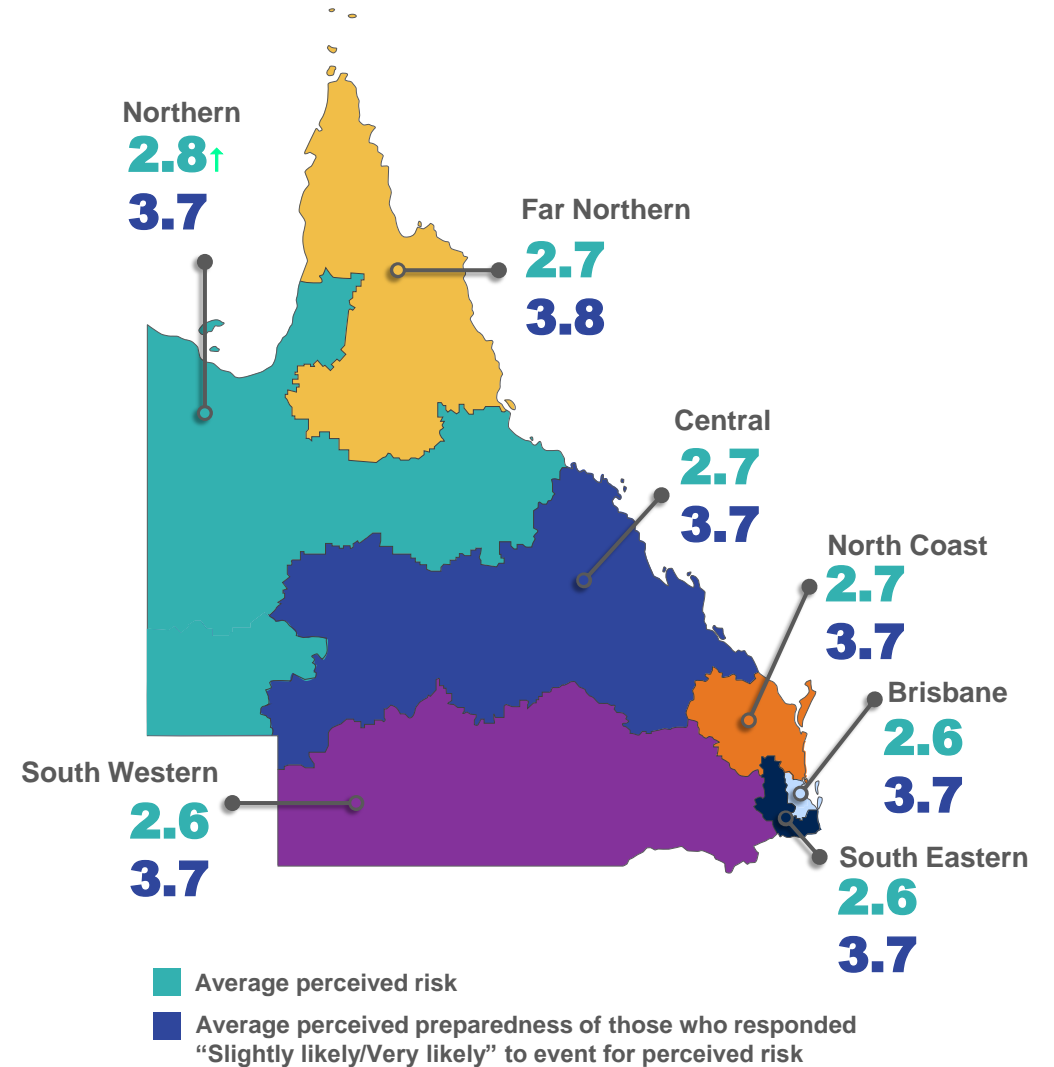 Northern
2.8↑
3.7
Far Northern
2.7
3.8
Central
2.7
3.7
North Coast
2.7
3.7
Brisbane
2.6
3.7
South Western
2.6
3.7
South Eastern
2.6
3.7
Average perceived risk
Average perceived preparedness of those who responded
“Slightly likely/Very likely” to event for perceived risk